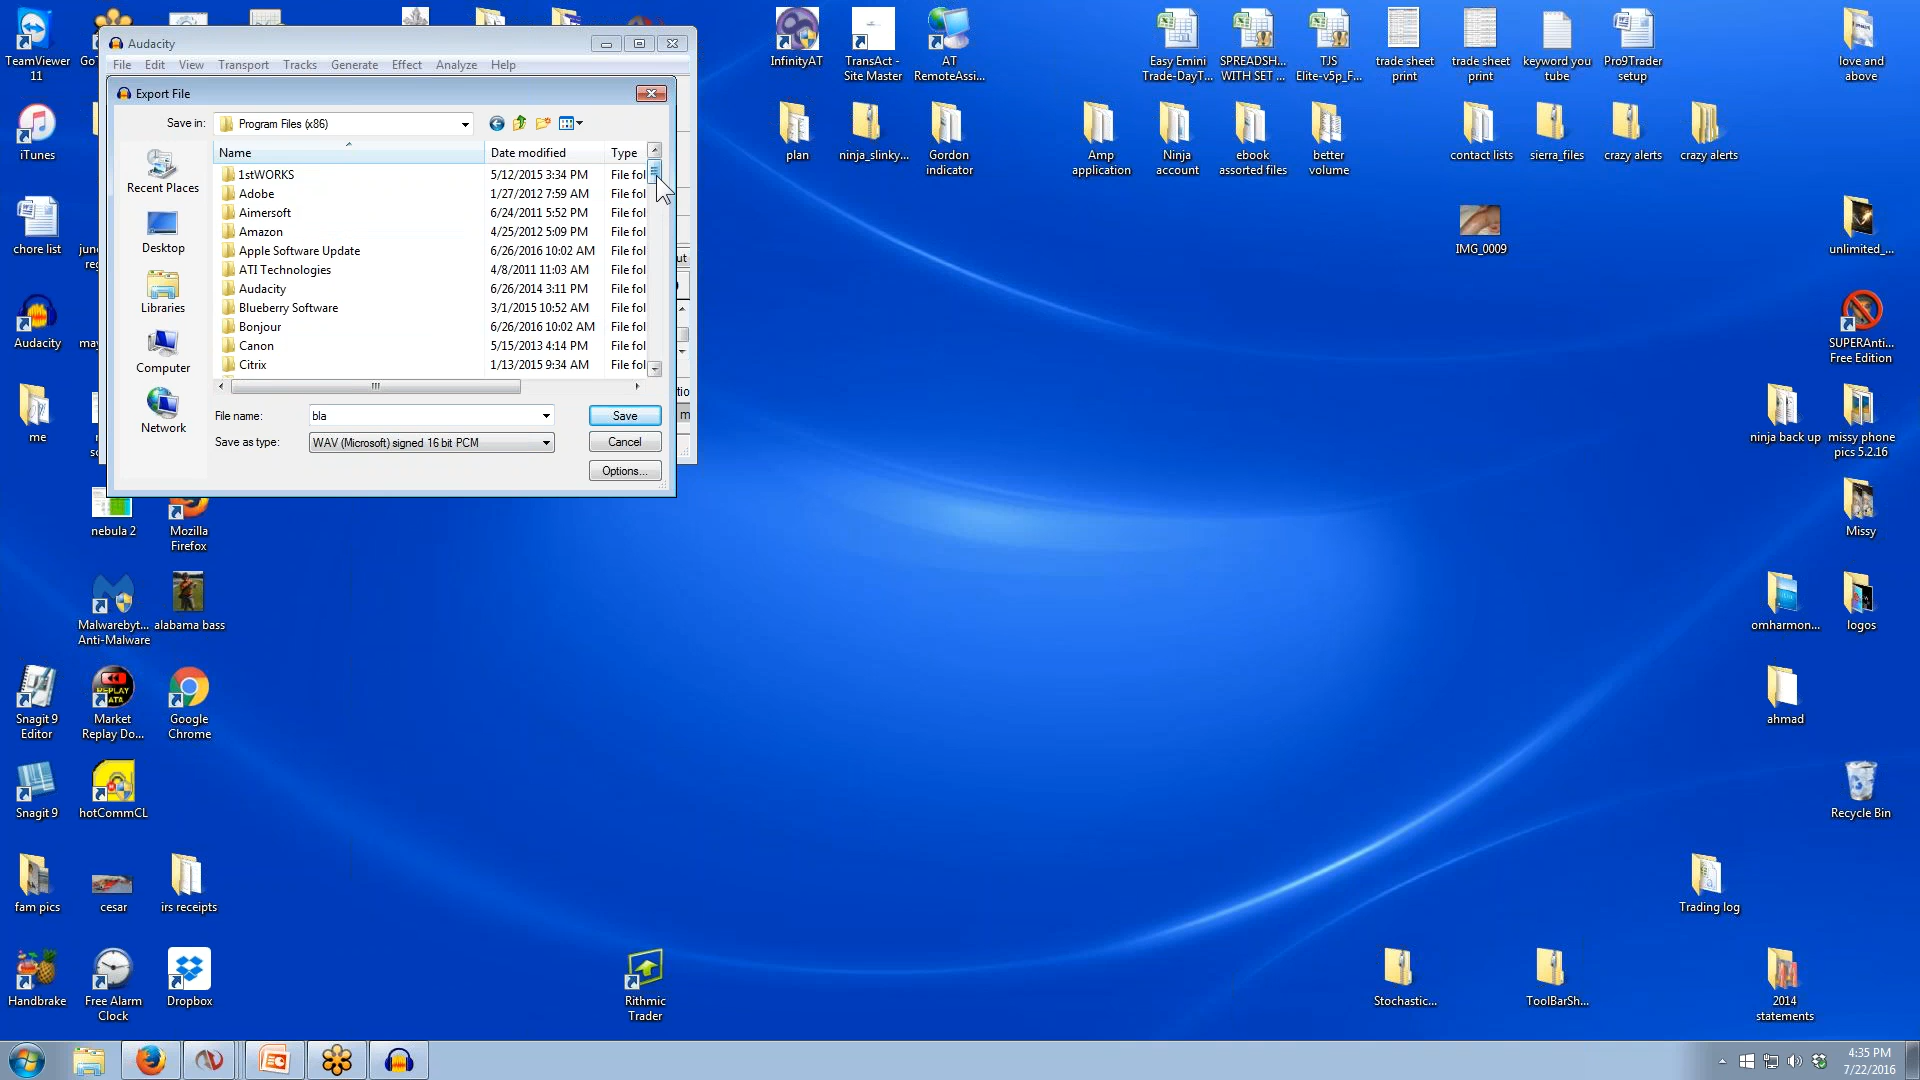 Audacity
File Edit View Transport Tracks Generate Effect Analyze Help
Export File
Save in: Program Files (x86)
Name Date modified Type
1stWORKS 5/12/2015 3:34 PM File fol
Adobe 1/27/2012 7:59 AM File fol
Aimersoft 6/24/2011 5:52 PM File fol
Amazon 4/25/2012 5:09 PM File fol
Apple Software Update 6/26/2016 10:02 AM File fol
ATI Technologies 4/8/2011 11:03 AM File fol
Audacity 6/26/2014 3:11 PM File fol
Blueberry Software 3/1/2015 10:52 AM File fol
Bonjour 6/26/2016 10:02 AM File fol
Canon 5/15/2013 4:14 PM File fol
Citrix 1/13/2015 9:34 AM File fol
Recent Places
Desktop
Libraries
Computer
Network
File name: bla
Save as type: WAV (Microsoft) signed 16 bit PCM
Save
Cancel
Options...
TeamViewer
11
iTunes
chore list
Audacity
me
nebula 2
Mozilla
Firefox
Malwarebyt...
Anti-Malware
alabama bass
Snagit 9
Editor
Market
Replay Do...
Google
Chrome
Snagit 9
hotCommCL
fam pics
cesar
irs receipts
Handbrake
Free Alarm
Clock
Dropbox
Rithmic
Trader
InfinityAT
TransAct -
Site Master
AT
RemoteAssi...
Easy Emini
Trade-DayT...
SPREADSH...
WITH SET ...
TJS
Elite-v5p_F...
trade sheet
print
trade sheet
print
keyword you
tube
Pro9Trader
setup
love and
above
plan
ninja_slinky...
Gordon
indicator
Amp
application
Ninja
account
ebook
assorted files
better
volume
contact lists
sierra_files
crazy alerts
crazy alerts
IMG_0009
unlimited_...
SUPERAnti...
Free Edition
ninja back up
missy phone
pics 5.2.16
Missy
omharmon...
logos
ahmad
Recycle Bin
Trading log
Stochastic...
ToolBarSh...
2014
statements
4:35 PM
7/22/2016